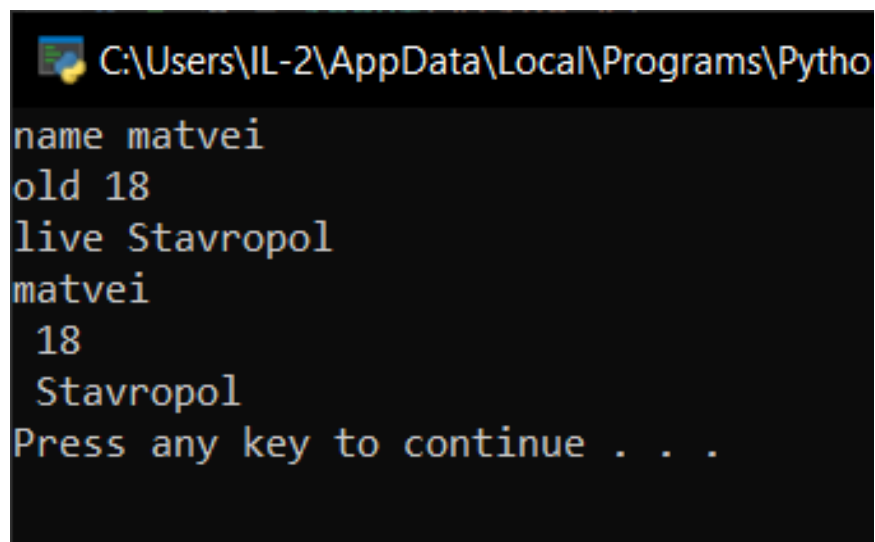 C:\Users\IL-2\AppData\Local\Programs\Pytho
name matvei
old 18
live Stavropol
matvei
 18
 Stavropol
Press any key to continue . . .